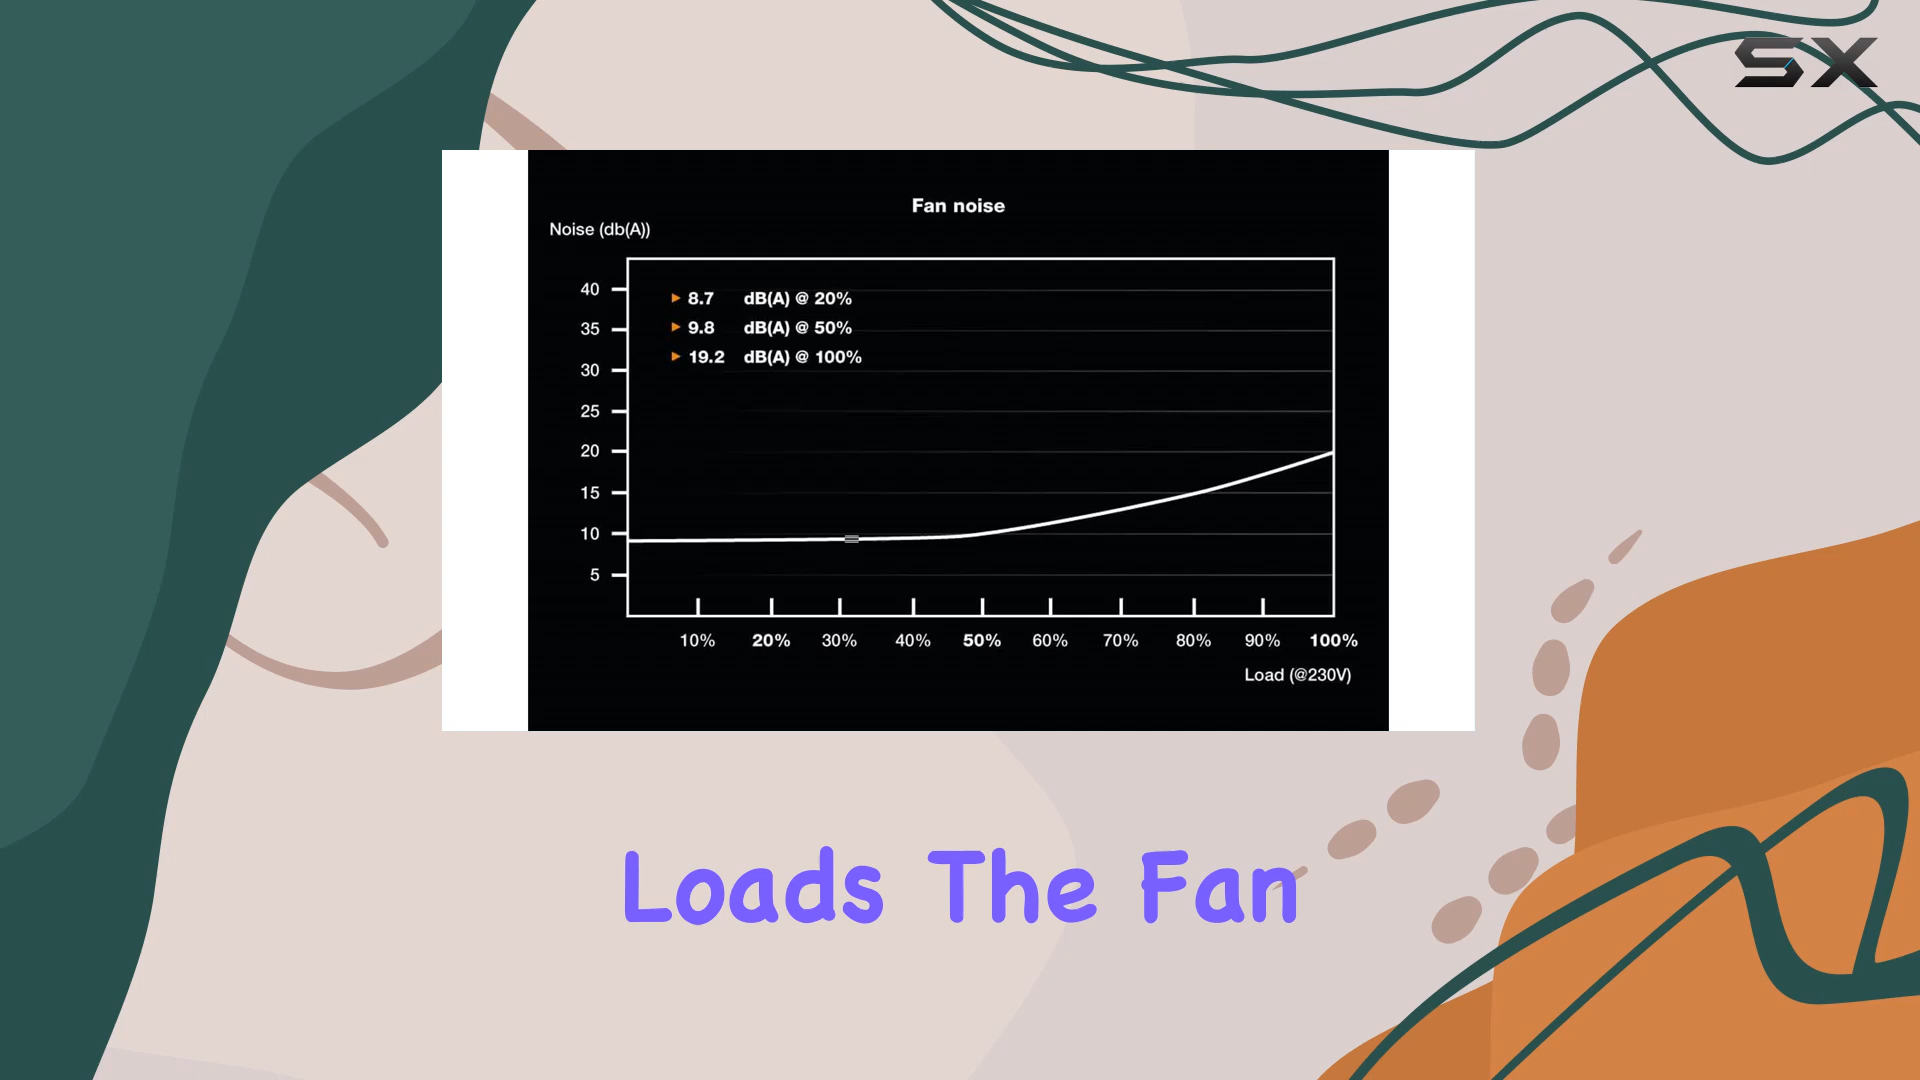 SX
Fan noise
Noise (db(A))
40
35
30
25
20
15
10
5
8.7 dB(A) @ 20%
9.8 dB(A) @ 50%
19.2 dB(A) @ 100%
10% 20% 30% 40% 50% 60% 70% 80% 90% 100%
Load (@230V)
Loads The Fan